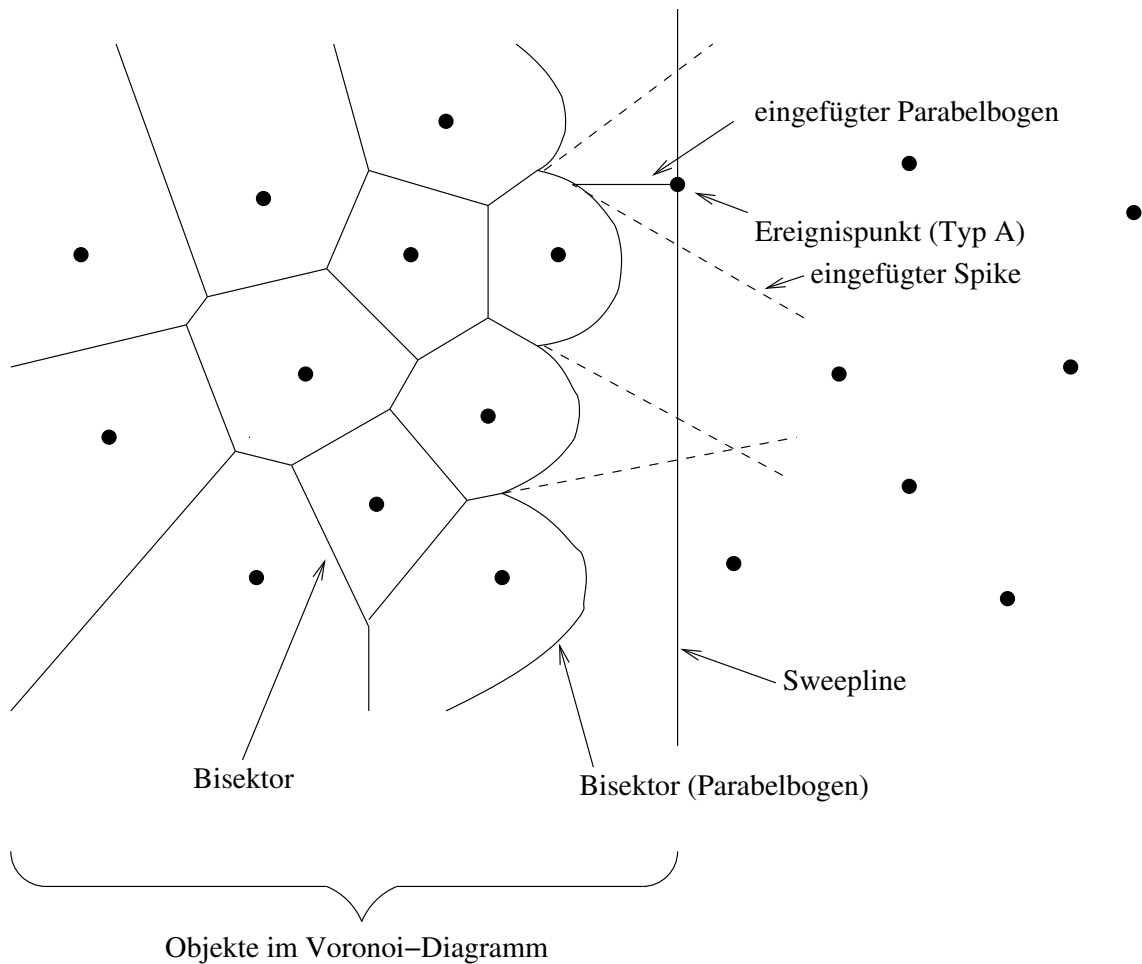 eingefügter Parabelbogen
Ereignispunkt (Typ A)
eingefügter Spike
Sweepline
Bisektor
Bisektor (Parabelbogen)
Objekte im Voronoi−Diagramm